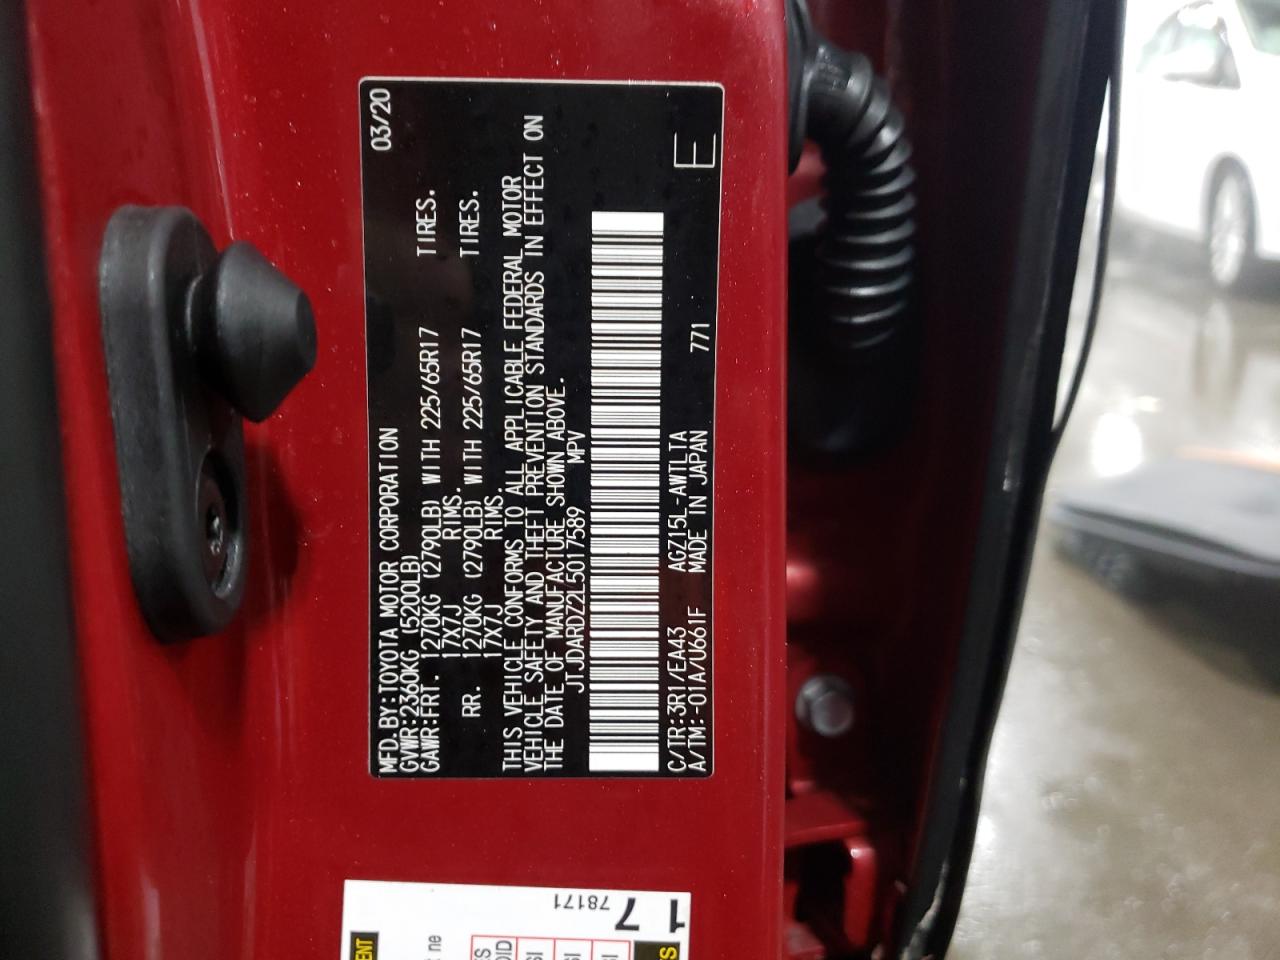 MFD.BY:TOYOTA MOTOR CORPORATION 03/20
GVWR:2360KG (5200LB)
GAWR:FRT. 1270KG (2790LB) WITH 225/65R17 TIRES.
17X7J RIMS.
RR. 1270KG (2790LB) WITH 225/65R17 TIRES.
17X7J RIMS.
THIS VEHICLE CONFORMS TO ALL APPLICABLE FEDERAL MOTOR
VEHICLE SAFETY AND THEFT PREVENTION STANDARDS IN EFFECT ON
THE DATE OF MANUFACTURE SHOWN ABOVE.
JTJDARDZ2L5017589 MPV
C/TR:3R1/EA43 AGZ15L-AWTLTA
A/TM:-01A/U661F MADE IN JAPAN 771 E
17
78171
ne